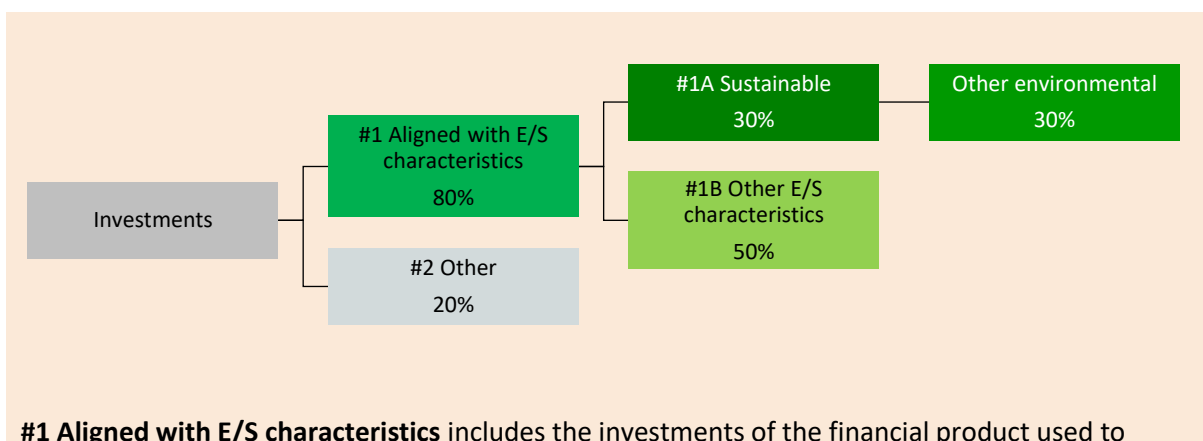 Investments
#1 Aligned with E/S
characteristics
80%
#2 Other
20%
#1A Sustainable
30%
#1B Other E/S
characteristics
50%
Other environmental
30%
#1 Aligned with E/S characteristics includes the investments of the financial product used to